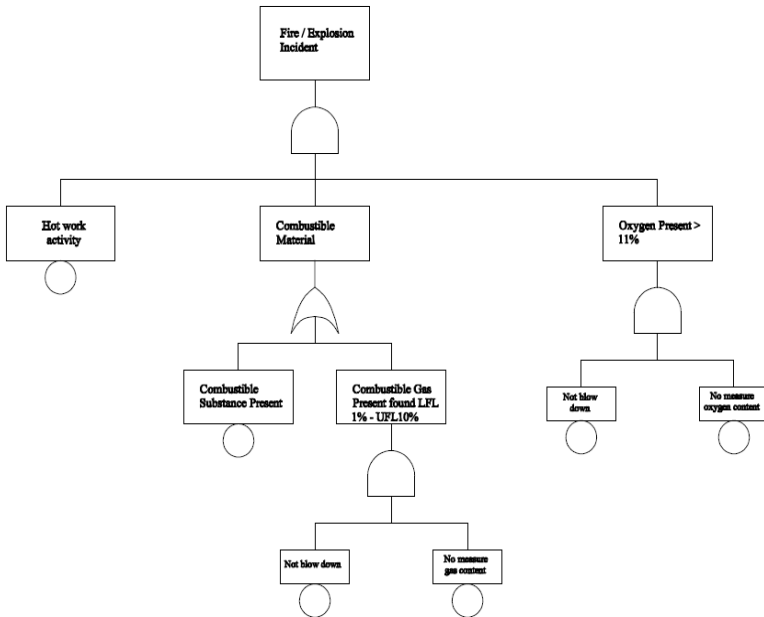 Fire / Explosion
Incident
Hot work
activity
Combustible
Material
Oxygen Present >
11%
Combustible
Substance Present
Combustible Gas
Present found LFL
1% - UFL10%
Not blow
down
No measure
oxygen content
Not blow down
No measure
gas content